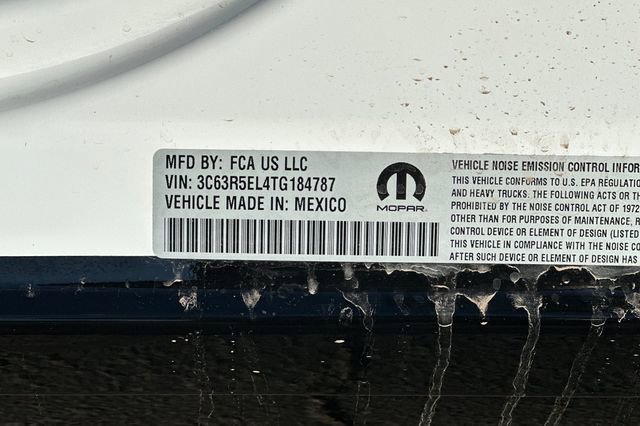 MFD BY: FCA US LLC
VIN: 3C63R5EL4TG184787
VEHICLE MADE IN: MEXICO
MOPAR
VEHICLE NOISE EMISSION CONTROL INFOR
THIS VEHICLE CONFORMS TO U.S. EPA REGULATIO
AND HEAVY TRUCKS. THE FOLLOWING ACTS OR TH
PROHIBITED BY THE NOISE CONTROL ACT OF 1972
OTHER THAN FOR PURPOSES OF MAINTENANCE, R
CONTROL DEVICE OR ELEMENT OF DESIGN (LISTED
THIS VEHICLE IN COMPLIANCE WITH THE NOISE CO
AFTER SUCH DEVICE OR ELEMENT OF DESIGN HAS